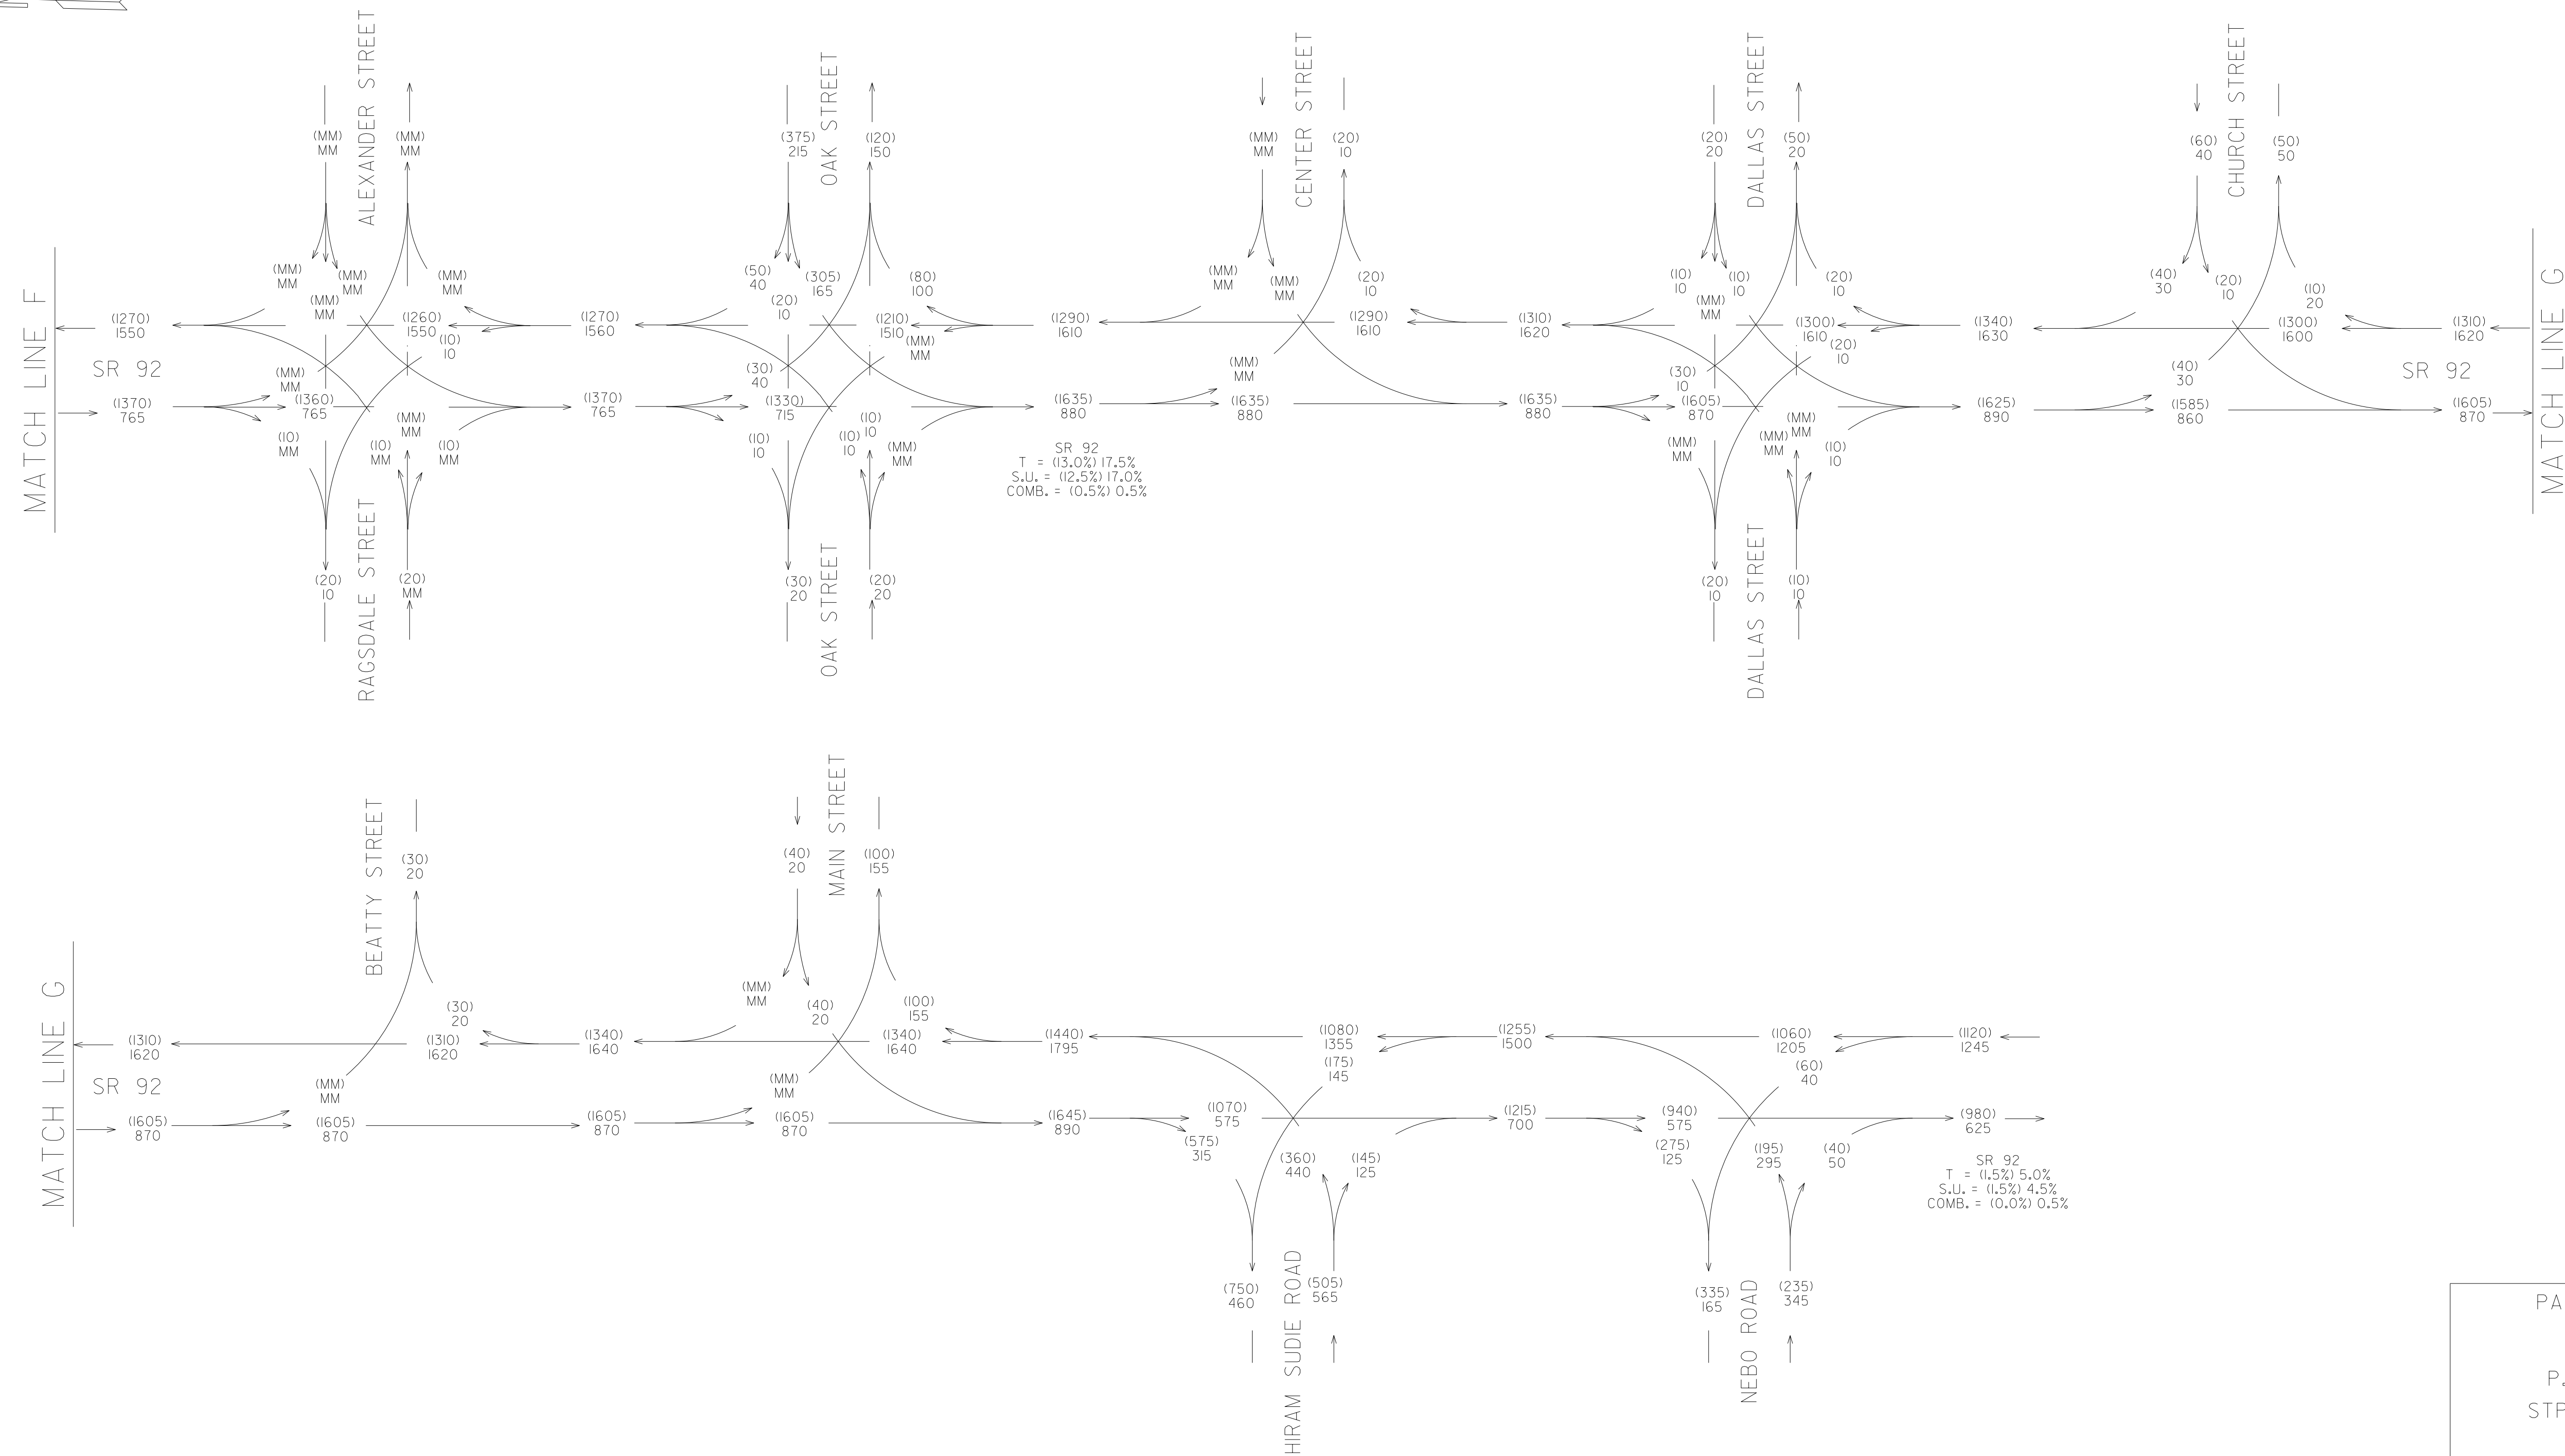 ALEXANDER STREET
(MM)
MM
(MM)
MM
(MM)
MM
(MM)
MM
(MM)
MM
(MM)
MM
MATCH LINE F
(1270)
1550
(1260)
1550
(10)
10
(1270)
1560
SR 92
(1370)
765
(MM)
MM
(1360)
765
(10)
MM
(10)
MM
(MM)
MM
(10)
MM
(1370)
765
(20)
10
(20)
MM
RAGSDALE STREET
OAK STREET
(375)
215
(120)
150
(50)
40
(305)
165
(20)
10
(80)
100
(1210)
1510
(MM)
MM
(30)
40
(1330)
715
(10)
10
(10)
10
(10)
10
(MM)
MM
(30)
20
(20)
20
OAK STREET
(1290)
1610
(1635)
880
SR 92
T = (13.0%) 17.5%
S.U. = (12.5%) 17.0%
COMB. = (0.5%) 0.5%
CENTER STREET
(MM)
MM
(20)
10
(MM)
MM
(MM)
MM
(20)
10
(1290)
1610
(MM)
MM
(1635)
880
(1310)
1620
(1635)
880
DALLAS STREET
(20)
20
(50)
20
(10)
10
(10)
10
(MM)
MM
(20)
10
(1300)
1610
(20)
10
(30)
10
(1605)
870
(MM)
MM
(MM)
MM
(MM)
MM
(10)
10
(20)
10
(10)
10
DALLAS STREET
(1340)
1630
(1625)
890
CHURCH STREET
(60)
40
(50)
50
(40)
30
(20)
10
(10)
20
(1300)
1600
(40)
30
(1585)
860
(1310)
1620
SR 92
(1605)
870
MATCH LINE G
MATCH LINE G
(1310)
1620
SR 92
(1605)
870
BEATTY STREET
(30)
20
(30)
20
(1310)
1620
(MM)
MM
(1605)
870
(1340)
1640
(1605)
870
MAIN STREET
(40)
20
(100)
155
(MM)
MM
(40)
20
(100)
155
(1340)
1640
(MM)
MM
(1605)
870
(1440)
1795
(1645)
890
(1080)
1355
(175)
145
(1070)
575
(575)
315
(360)
440
(145)
125
(750)
460
(505)
565
HIRAM SUDIE ROAD
(1255)
1500
(1215)
700
(1060)
1205
(60)
40
(940)
575
(275)
125
(195)
295
(40)
50
(335)
165
(235)
345
NEBO ROAD
(1120)
1245
(980)
625
SR 92
T = (1.5%) 5.0%
S.U. = (1.5%) 4.5%
COMB. = (0.0%) 0.5%
PA
STP